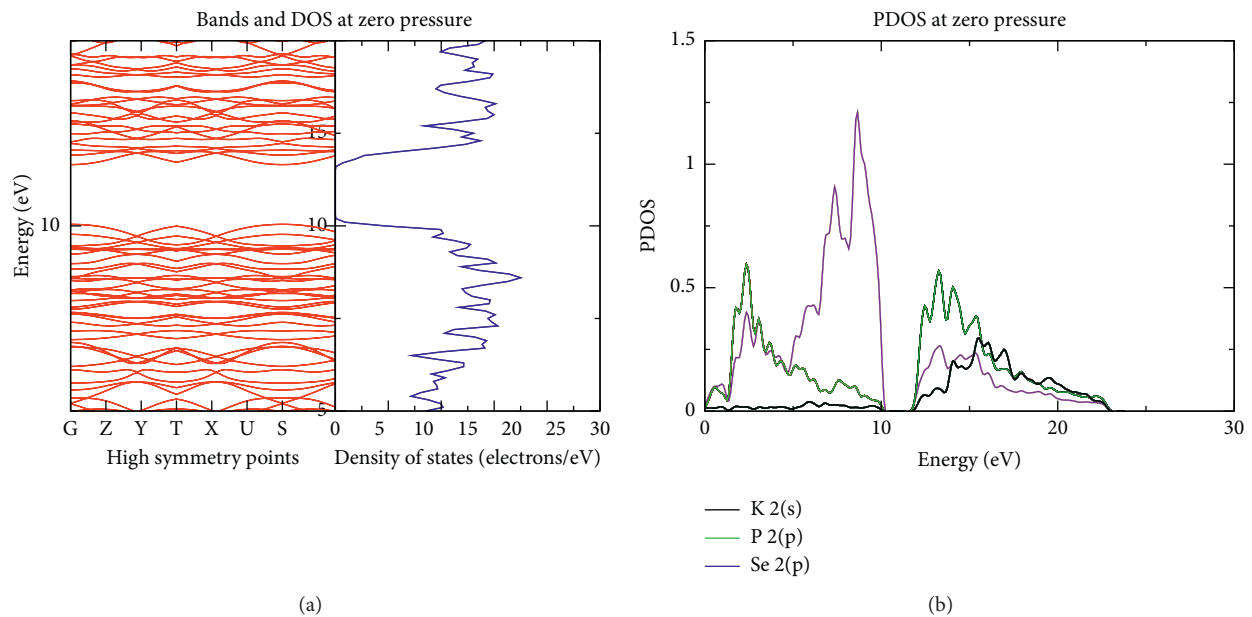 Bands and DOS at zero pressure
Energy (eV)
10
15
10
5
G Z Y T X U S 0 5 10 15 20 25 30
High symmetry points
Density of states (electrons/eV)
(a)
PDOS at zero pressure
PDOS
1.5
1
0.5
0
0 10 20 30
Energy (eV)
K 2(s)
P 2(p)
Se 2(p)
(b)